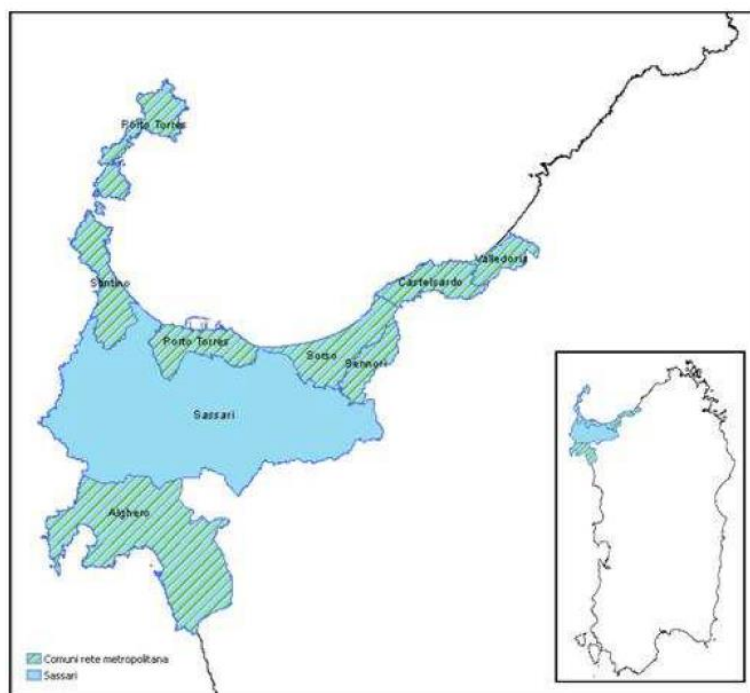 Porto Torres
Valledoria
Castelsardo
Stintino
Porto Torres
Sorso
Sennori
Sassari
Alghero
Comuni rete metropolitana
Sassari